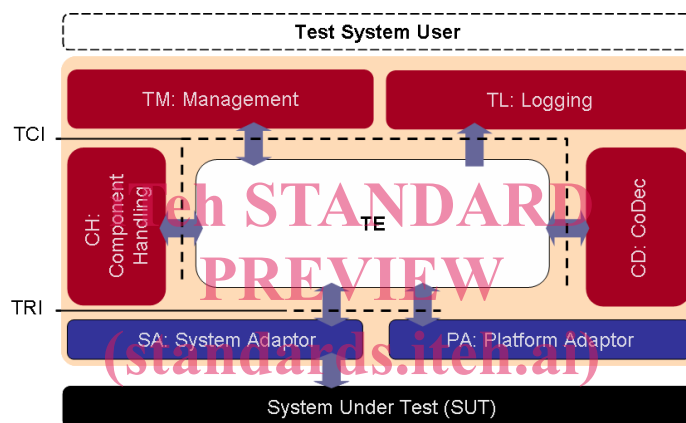 Test System User
TM: Management
TL: Logging
TCI
CH:
Component
Handling
Teh STANDARD
TE
CD: CoDec
PREVIEW
TRI
SA: System Adaptor
PA: Platform Adaptor
(standards.iteh.ai)
System Under Test (SUT)